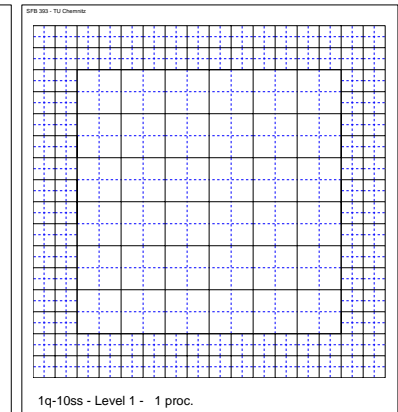 SFB 393 - TU Chemnitz
1q-10ss - Level 1 -   1 proc.